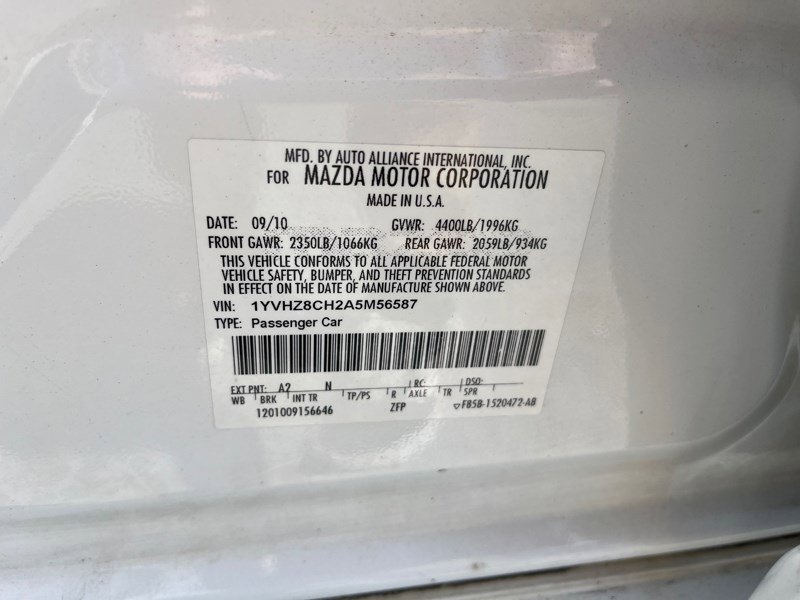 MFD. BY AUTO ALLIANCE INTERNATIONAL, INC.
FOR MAZDA MOTOR CORPORATION
MADE IN U.S.A.
DATE: 09/10 GVWR: 4400LB/1996KG
FRONT GAWR: 2350LB/1066KG REAR GAWR: 2059LB/934KG
THIS VEHICLE CONFORMS TO ALL APPLICABLE FEDERAL MOTOR
VEHICLE SAFETY, BUMPER, AND THEFT PREVENTION STANDARDS
IN EFFECT ON THE DATE OF MANUFACTURE SHOWN ABOVE.
VIN: 1YVHZ8CH2A5M56587
TYPE: Passenger Car
EXT PNT: A2 N RC: DSO:
WB BRK INT TR TP/PS R AXLE TR SPR
1201009156646 ZFP ▽F85B-1520472-AB